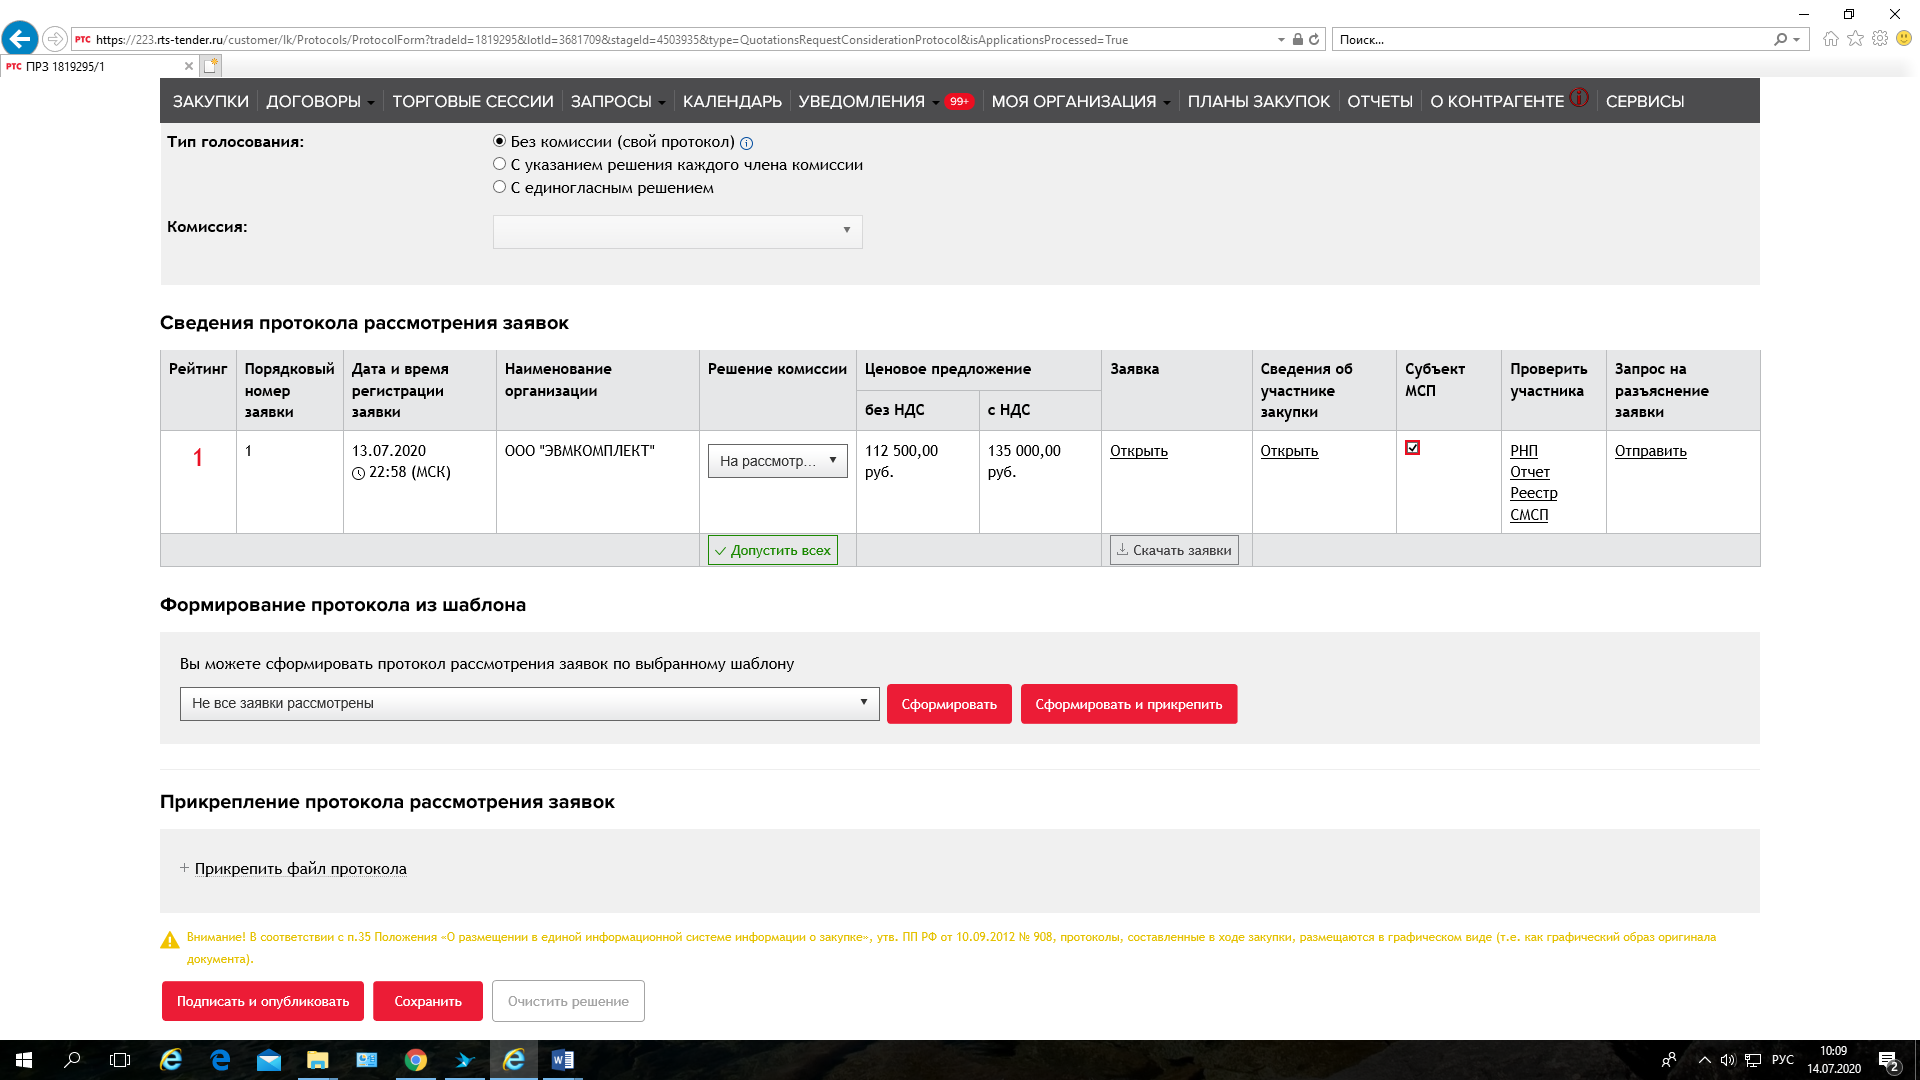 https://223.rts-tender.ru/customer/lk/Protocols/ProtocolForm?tradeId=1819295&lotId=3681709&stageId=4503935&type=QuotationsRequestConsiderationProtocol&isApplicationsProcessed=True
Поиск...
РТС ПРЗ 1819295/1
ЗАКУПКИ ДОГОВОРЫ ТОРГОВЫЕ СЕССИИ ЗАПРОСЫ КАЛЕНДАРЬ УВЕДОМЛЕНИЯ 99+ МОЯ ОРГАНИЗАЦИЯ ПЛАНЫ ЗАКУПОК ОТЧЕТЫ О КОНТРАГЕНТЕ СЕРВИСЫ
Тип голосования:
Без комиссии (свой протокол)
С указанием решения каждого члена комиссии
С единогласным решением
Комиссия:
Сведения протокола рассмотрения заявок
Рейтинг
Порядковый
номер
заявки
Дата и время
регистрации
заявки
Наименование
организации
Решение комиссии
Ценовое предложение
без НДС
с НДС
Заявка
Сведения об
участнике
закупки
Субъект
МСП
Проверить
участника
Запрос на
разъяснение
заявки
1
1
13.07.2020
22:58 (МСК)
ООО "ЭВМКОМПЛЕКТ"
На рассмотр...
112 500,00
руб.
135 000,00
руб.
Открыть
Открыть
РНП
Отчет
Реестр
СМСП
Отправить
Допустить всех
Скачать заявки
Формирование протокола из шаблона
Вы можете сформировать протокол рассмотрения заявок по выбранному шаблону
Не все заявки рассмотрены
Сформировать
Сформировать и прикрепить
Прикрепление протокола рассмотрения заявок
+ Прикрепить файл протокола
Внимание! В соответствии с п.35 Положения «О размещении в единой информационной системе информации о закупке», утв. ПП РФ от 10.09.2012 № 908, протоколы, составленные в ходе закупки, размещаются в графическом виде (т.е. как графический образ оригинала
документа).
Подписать и опубликовать
Сохранить
Очистить решение
РУС
10:09
14.07.2020
2